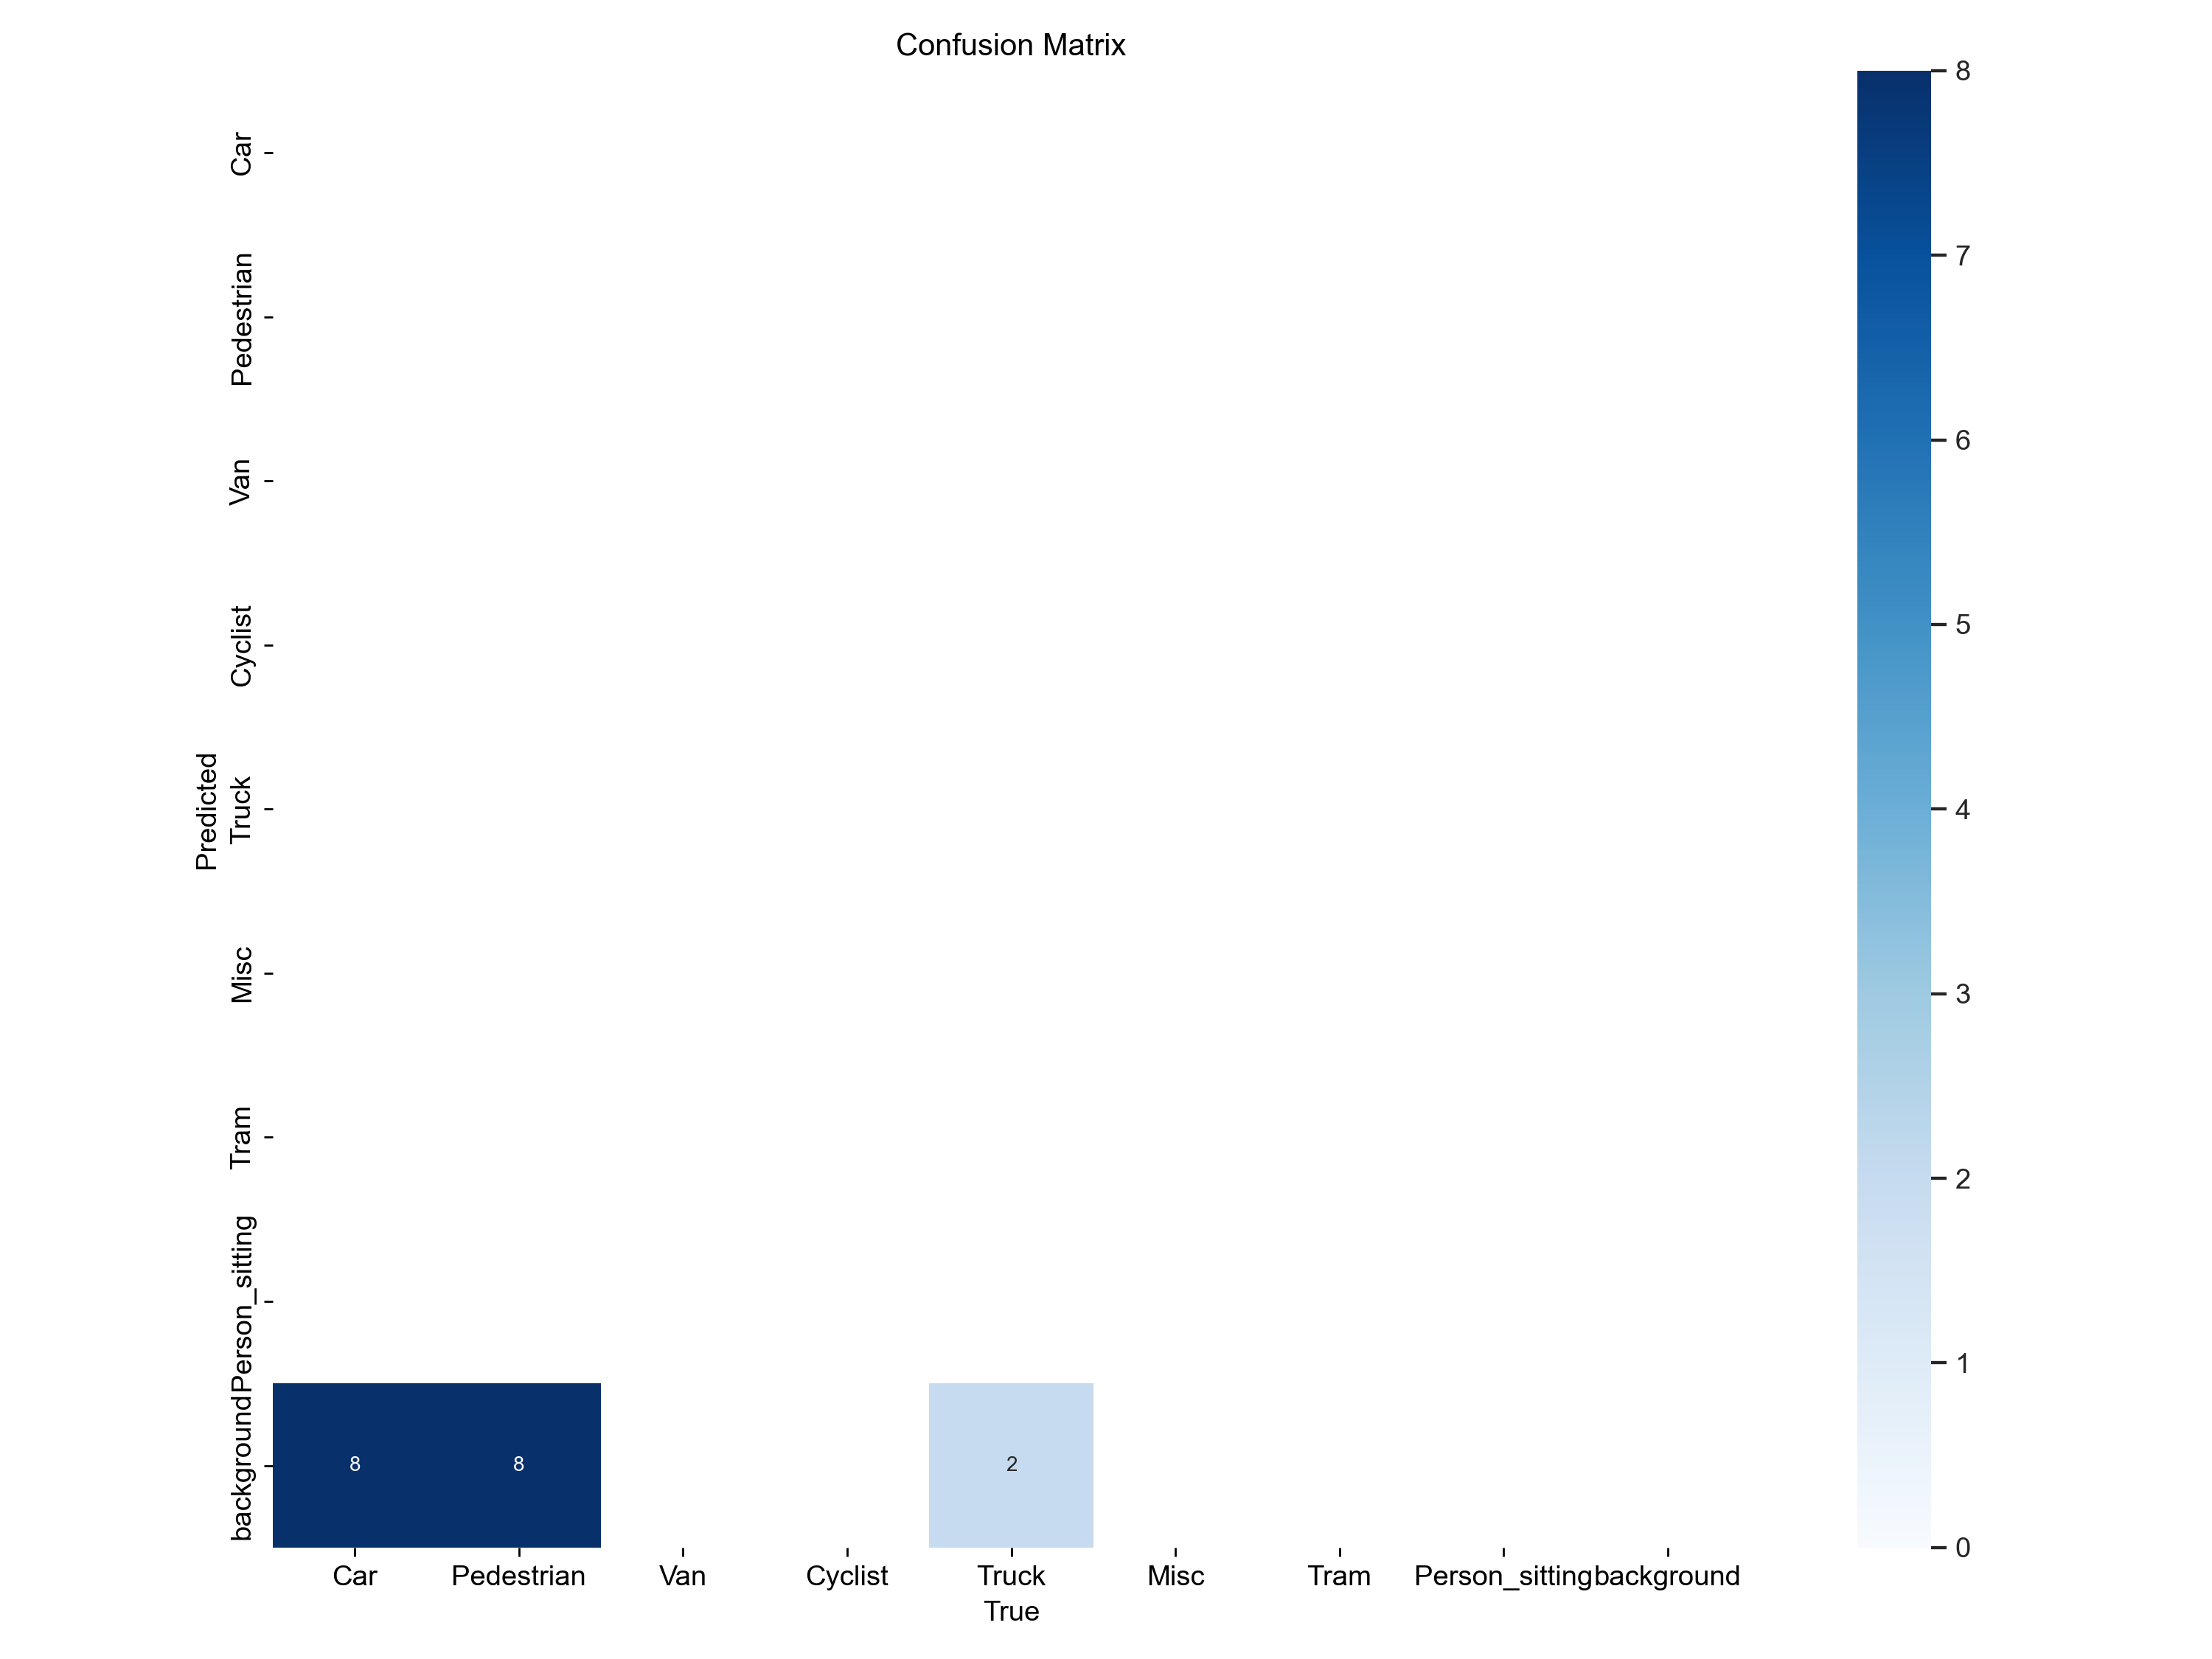 Confusion Matrix
Predicted
Car
Pedestrian
Van
Cyclist
Truck
Misc
Tram
Person_sitting
background
8 8 2
Car Pedestrian Van Cyclist Truck Misc Tram Person_sitting background
True
8
7
6
5
4
3
2
1
0